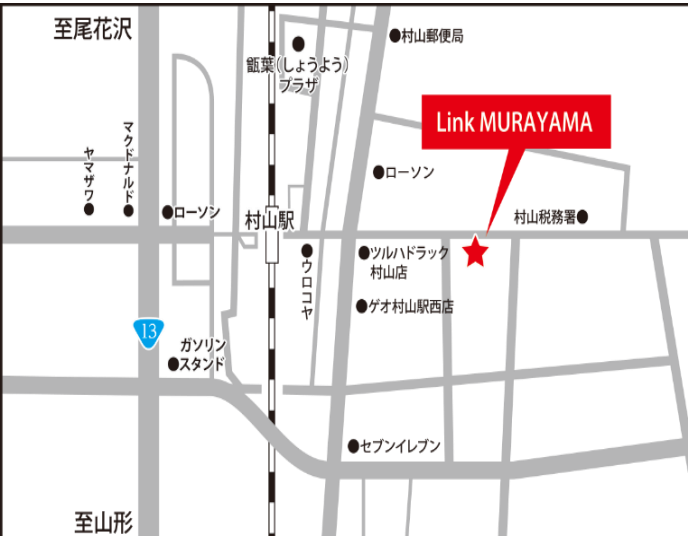 至尾花沢
村山郵便局
甑葉(しょうよう)
プラザ
Link MURAYAMA
マクドナルド
ヤマザワ
ローソン
ローソン
村山駅
村山税務署
ウロコヤ
ツルハドラック
村山店
ゲオ村山駅西店
13
ガソリン
スタンド
セブンイレブン
至山形